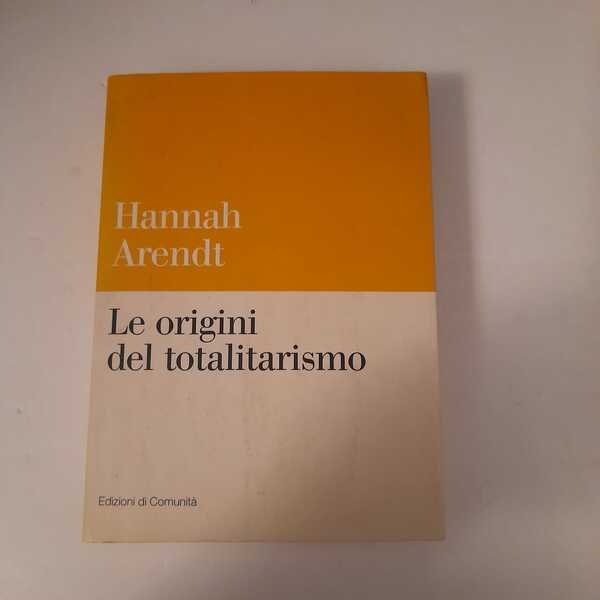 Hannah
Arendt
Le origini
del totalitarismo
Edizioni di Comunità